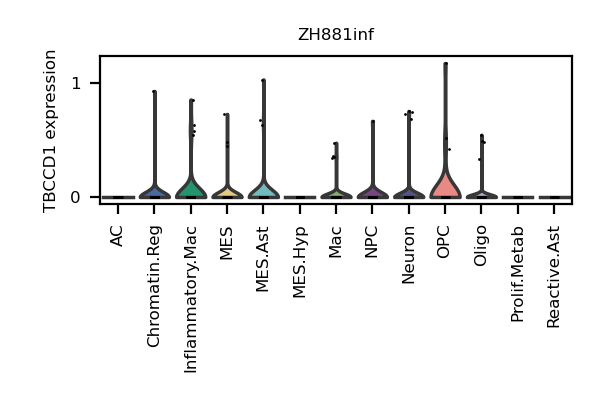 ZH881inf
TBCCD1 expression
1
0
AC
Chromatin.Reg
Inflammatory.Mac
MES
MES.Ast
MES.Hyp
Mac
NPC
Neuron
OPC
Oligo
Prolif.Metab
Reactive.Ast